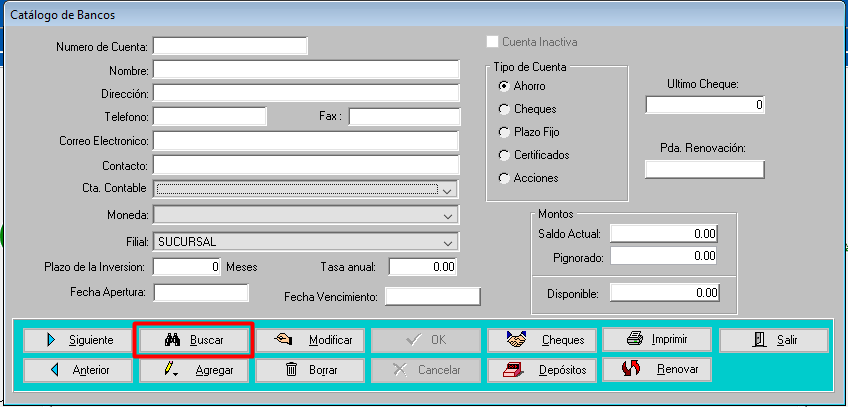 Catálogo de Bancos
Numero de Cuenta:
Nombre:
Dirección:
Telefono:
Fax :
Correo Electronico:
Contacto:
Cta. Contable
Moneda:
Filial: SUCURSAL
Plazo de la Inversion: 0 Meses
Tasa anual: 0.00
Fecha Apertura:
Fecha Vencimiento:
Cuenta Inactiva
Tipo de Cuenta
Ahorro
Cheques
Plazo Fijo
Certificados
Acciones
Ultimo Cheque:
0
Pda. Renovación:
Montos
Saldo Actual: 0.00
Pignorado: 0.00
Disponible: 0.00
Siguiente
Buscar
Modificar
OK
Cheques
Imprimir
Salir
Anterior
Agregar
Borrar
Cancelar
Depósitos
Renovar